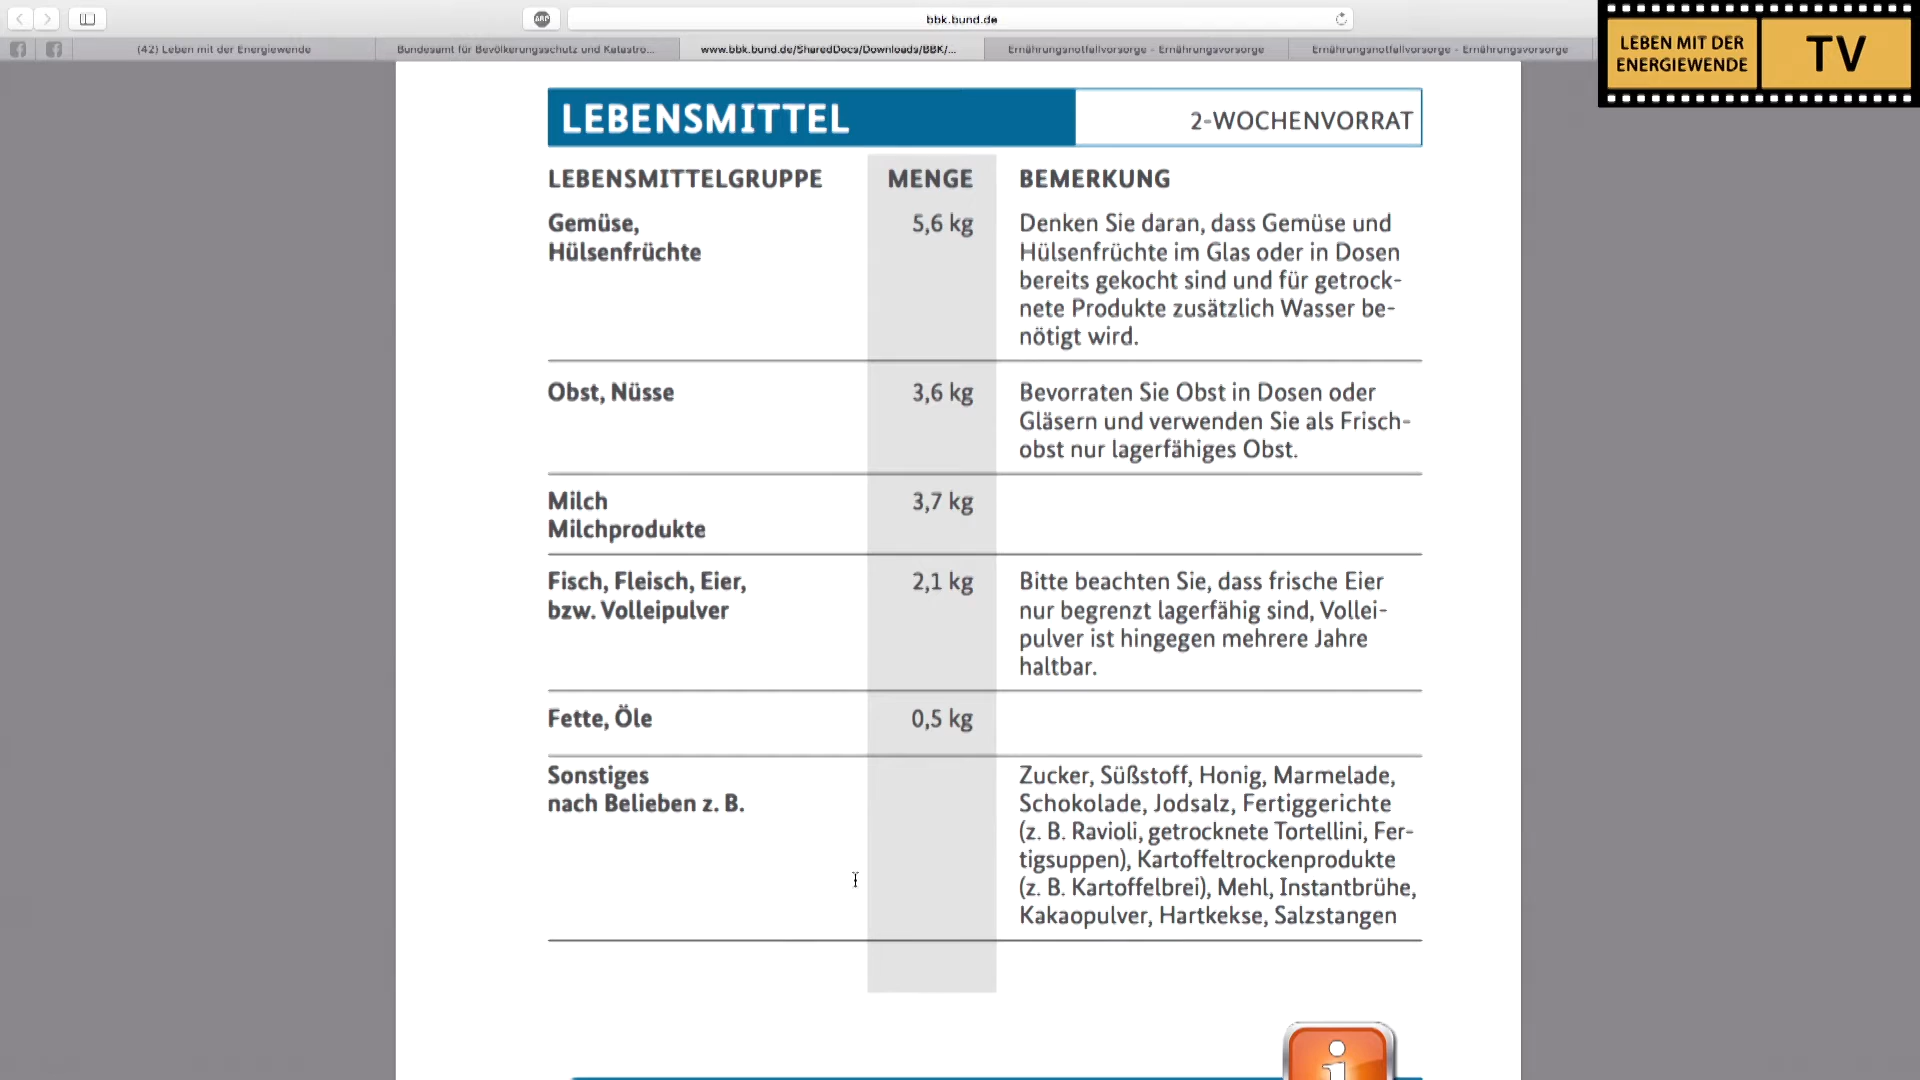 bbk.bund.de
ABP
(42) Leben mit der Energiewende
Bundesamt für Bevölkerungsschutz und Katastro...
www.bbk.bund.de/SharedDocs/Downloads/BBK/...
Ernährungsnotfallvorsorge - Ernährungsvorsorge
Ernährungsnotfallvorsorge - Ernährungsvorsorge
LEBEN MIT DER
ENERGIEWENDE
TV
LEBENSMITTEL
2-WOCHENVORRAT
LEBENSMITTELGRUPPE MENGE BEMERKUNG
Gemüse, 5,6 kg Denken Sie daran, dass Gemüse und
Hülsenfrüchte Hülsenfrüchte im Glas oder in Dosen
bereits gekocht sind und für getrock-
nete Produkte zusätzlich Wasser be-
nötigt wird.
Obst, Nüsse 3,6 kg Bevorraten Sie Obst in Dosen oder
Gläsern und verwenden Sie als Frisch-
obst nur lagerfähiges Obst.
Milch 3,7 kg
Milchprodukte
Fisch, Fleisch, Eier, 2,1 kg Bitte beachten Sie, dass frische Eier
bzw. Volleipulver nur begrenzt lagerfähig sind, Vollei-
pulver ist hingegen mehrere Jahre
haltbar.
Fette, Öle 0,5 kg
Sonstiges Zucker, Süßstoff, Honig, Marmelade,
nach Belieben z. B. Schokolade, Jodsalz, Fertiggerichte
(z. B. Ravioli, getrocknete Tortellini, Fer-
tigsuppen), Kartoffeltrockenprodukte
(z. B. Kartoffelbrei), Mehl, Instantbrühe,
Kakaopulver, Hartkekse, Salzstangen